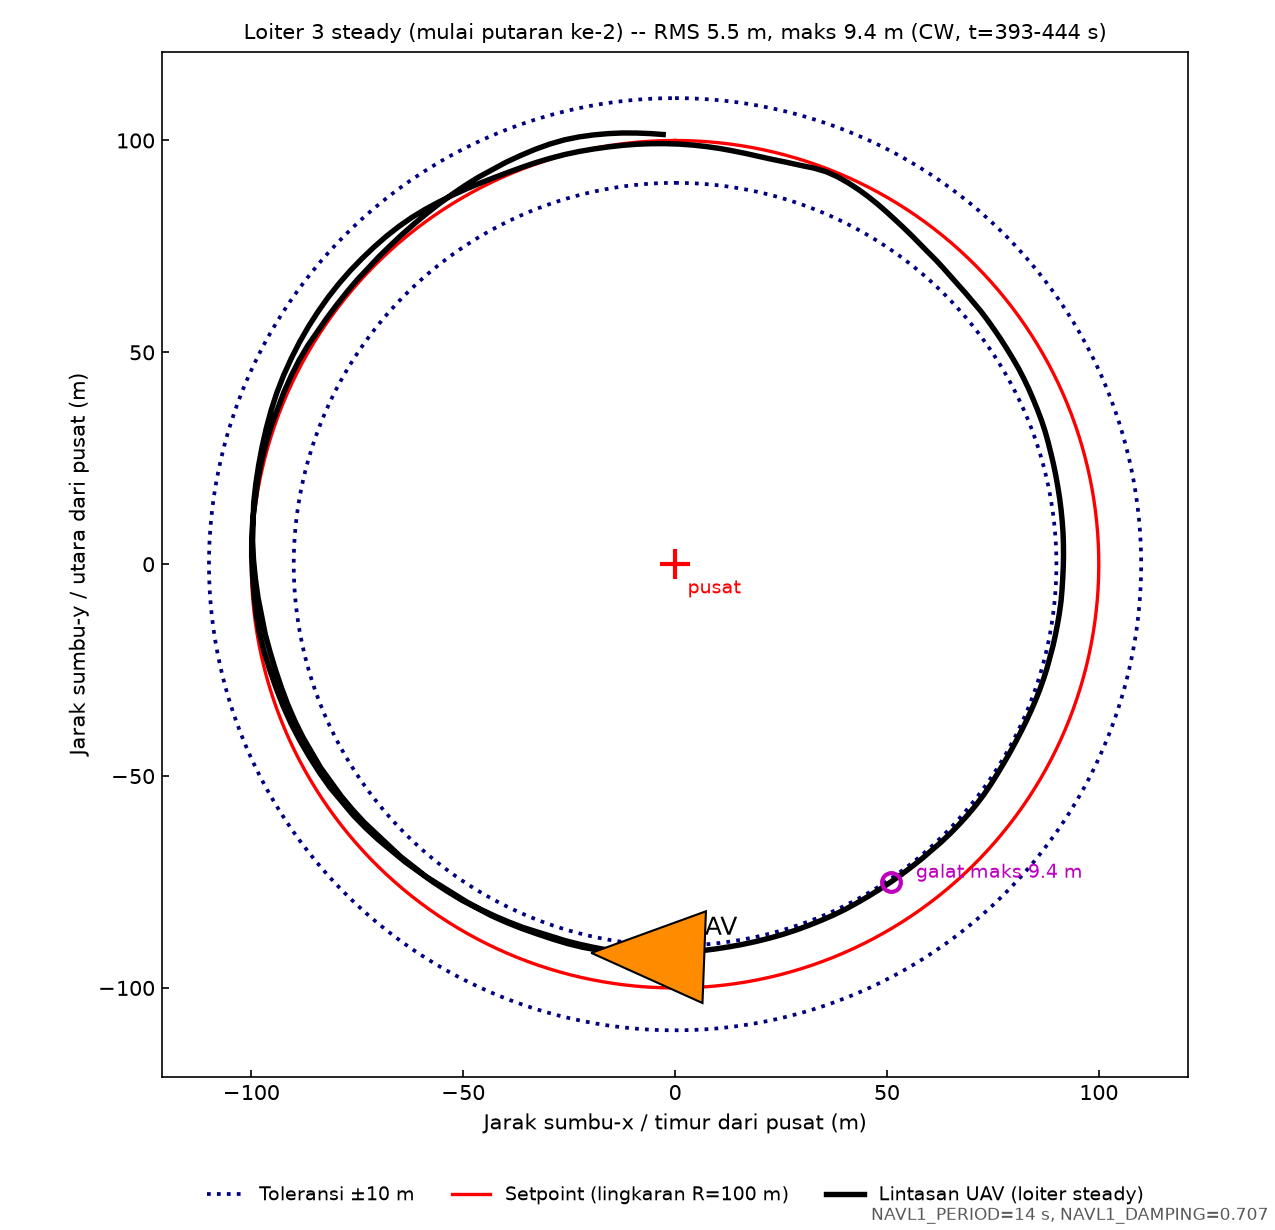 Loiter 3 steady (mulai putaran ke-2) -- RMS 5.5 m, maks 9.4 m (CW, t=393-444 s)
Jarak sumbu-y / utara dari pusat (m)
100
50
0
−50
−100
pusat
galat maks 9.4 m
AV
−100
−50
0
50
100
Jarak sumbu-x / timur dari pusat (m)
Toleransi ±10 m
Setpoint (lingkaran R=100 m)
Lintasan UAV (loiter steady)
NAVL1_PERIOD=14 s, NAVL1_DAMPING=0.707